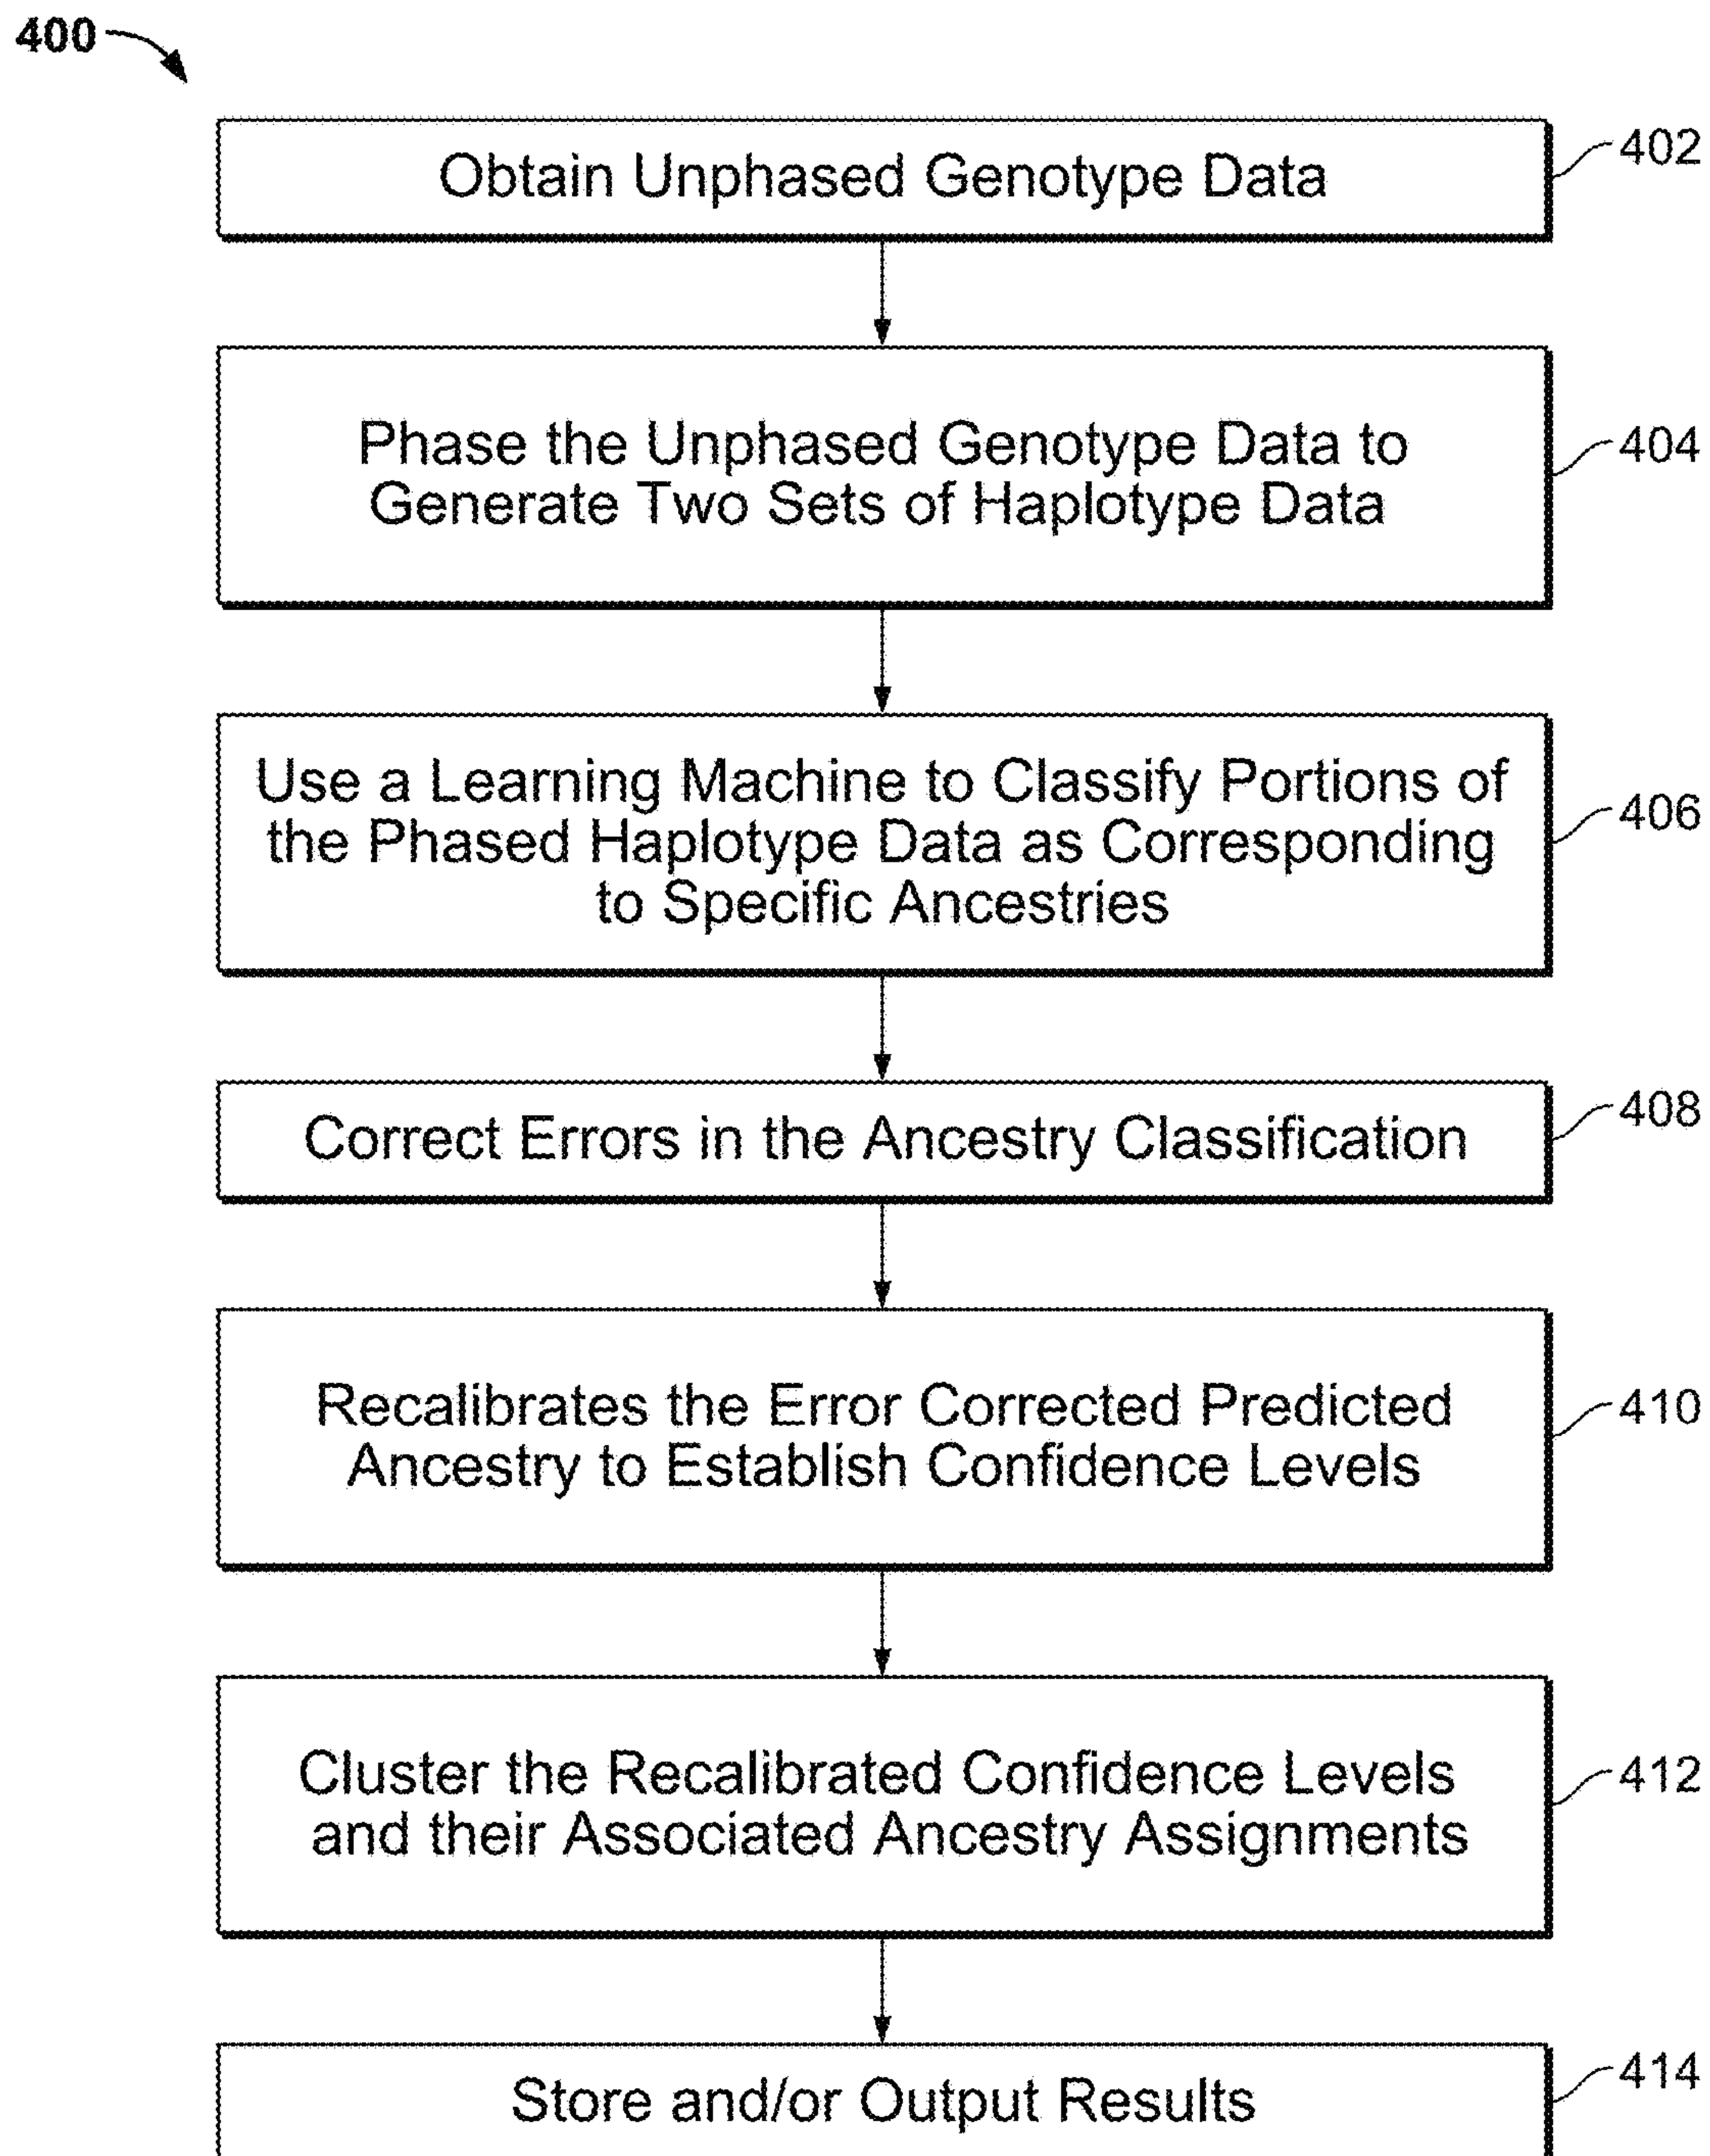 400
Obtain Unphased Genotype Data
402
Phase the Unphased Genotype Data to
Generate Two Sets of Haplotype Data
404
Use a Learning Machine to Classify Portions of
the Phased Haplotype Data as Corresponding
to Specific Ancestries
406
Correct Errors in the Ancestry Classification
408
Recalibrates the Error Corrected Predicted
Ancestry to Establish Confidence Levels
410
Cluster the Recalibrated Confidence Levels
and their Associated Ancestry Assignments
412
Store and/or Output Results
414